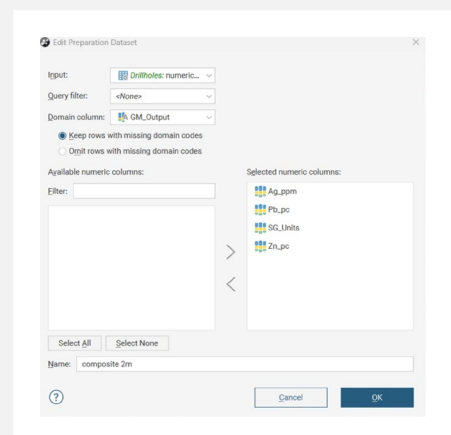 Edit Preparation Dataset
Input: Drillholes: numeric...
Query filter: <None>
Domain column: GM_Output
Keep rows with missing domain codes
Omit rows with missing domain codes
Available numeric columns:
Filter:
Selected numeric columns:
Ag_ppm
Pb_pc
SG_Units
Zn_pc
Select All Select None
Name: composite 2m
? Cancel OK